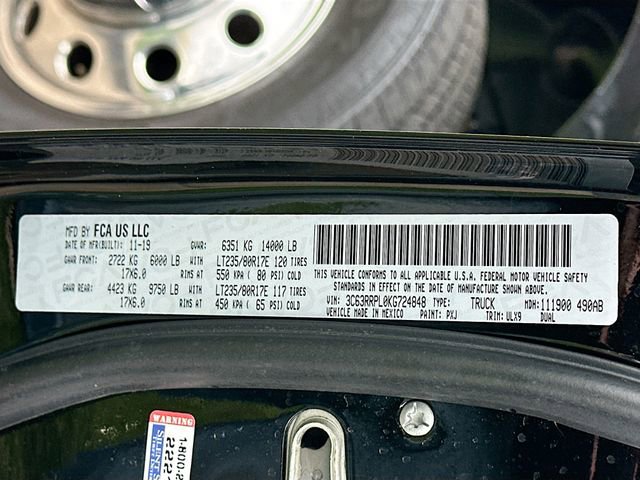 MFD BY FCA US LLC
DATE OF MFR(BUILT): 11-19 GVWR: 6351 KG 14000 LB
GAWR FRONT: 2722 KG 6000 LB WITH LT235/80R17E 120 TIRES
17X6.0 RIMS AT 550 KPA ( 80 PSI) COLD
GAWR REAR: 4423 KG 9750 LB WITH LT235/80R17E 117 TIRES
17X6.0 RIMS AT 450 KPA ( 65 PSI) COLD
THIS VEHICLE CONFORMS TO ALL APPLICABLE U.S.A. FEDERAL MOTOR VEHICLE SAFETY
STANDARDS IN EFFECT ON THE DATE OF MANUFACTURE SHOWN ABOVE.
VIN: 3C63RRPL0KG724848 TYPE: TRUCK MDH: 111900 490AB
VEHICLE MADE IN MEXICO PAINT: PXJ TRIM: ULX9 DUAL
WARNING